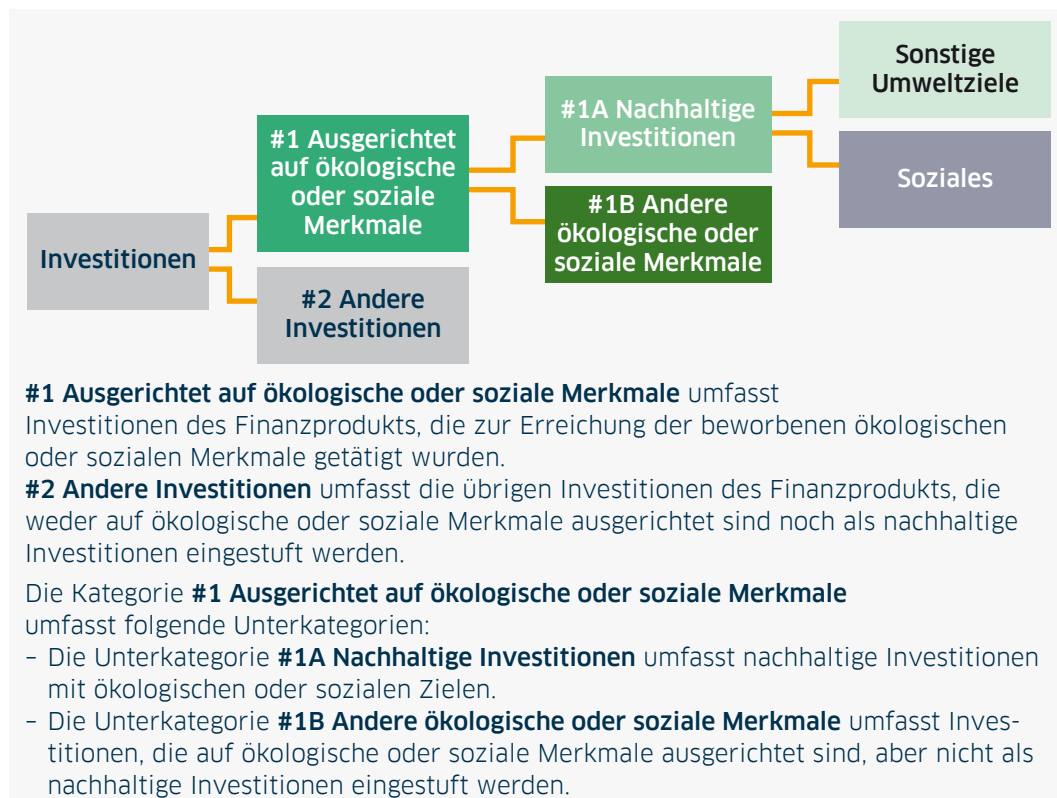 Investitionen
#1 Ausgerichtet
auf ökologische
oder soziale
Merkmale
#2 Andere
Investitionen
#1A Nachhaltige
Investitionen
#1B Andere
ökologische oder
soziale Merkmale
Sonstige
Umweltziele
Soziales
#1 Ausgerichtet auf ökologische oder soziale Merkmale umfasst
Investitionen des Finanzprodukts, die zur Erreichung der beworbenen ökologischen
oder sozialen Merkmale getätigt wurden.
#2 Andere Investitionen umfasst die übrigen Investitionen des Finanzprodukts, die
weder auf ökologische oder soziale Merkmale ausgerichtet sind noch als nachhaltige
Investitionen eingestuft werden.
Die Kategorie #1 Ausgerichtet auf ökologische oder soziale Merkmale
umfasst folgende Unterkategorien:
– Die Unterkategorie #1A Nachhaltige Investitionen umfasst nachhaltige Investitionen
mit ökologischen oder sozialen Zielen.
– Die Unterkategorie #1B Andere ökologische oder soziale Merkmale umfasst Inves-
titionen, die auf ökologische oder soziale Merkmale ausgerichtet sind, aber nicht als
nachhaltige Investitionen eingestuft werden.